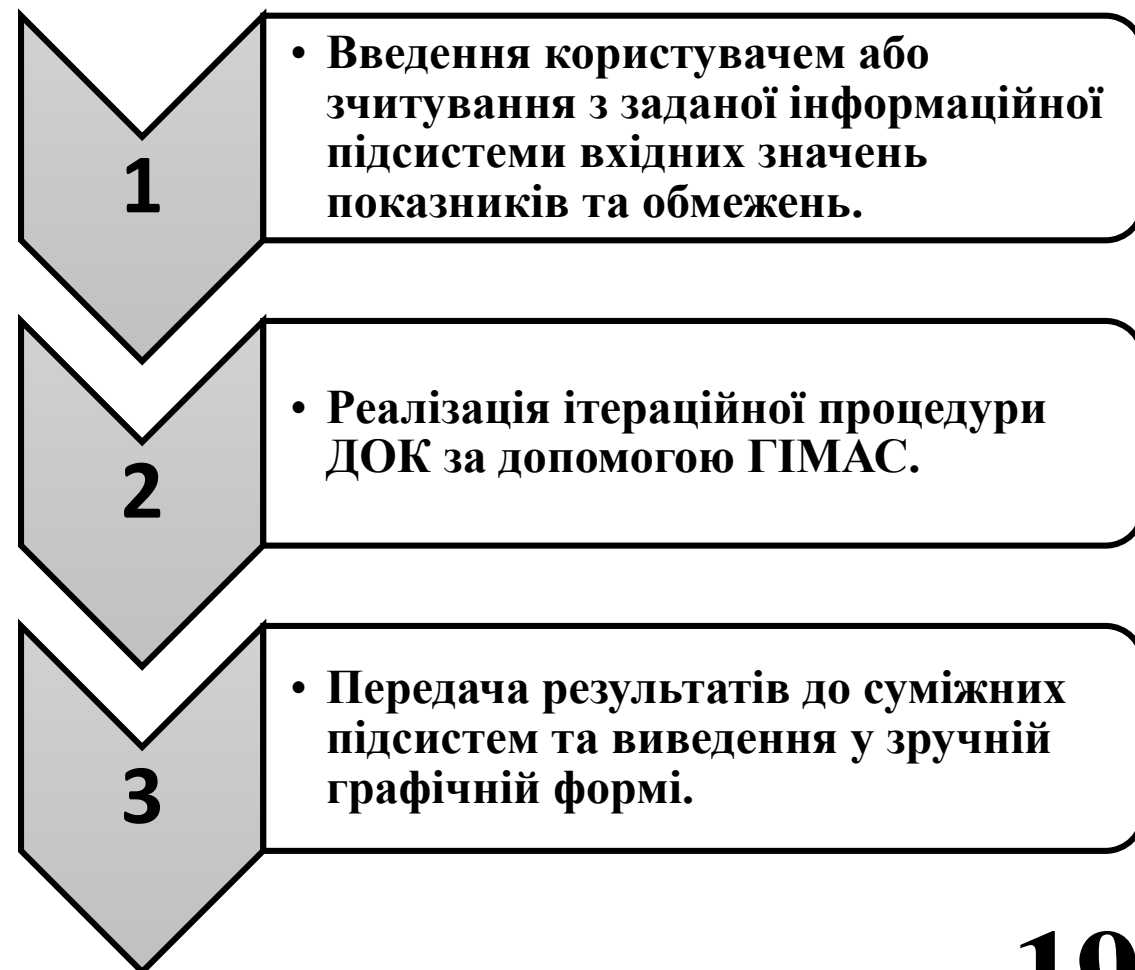 1
• Введення користувачем або
зчитування з заданої інформаційної
підсистеми вхідних значень
показників та обмежень.
2
• Реалізація ітераційної процедури
ДОК за допомогою ГІМАС.
3
• Передача результатів до суміжних
підсистем та виведення у зручній
графічній формі.
19